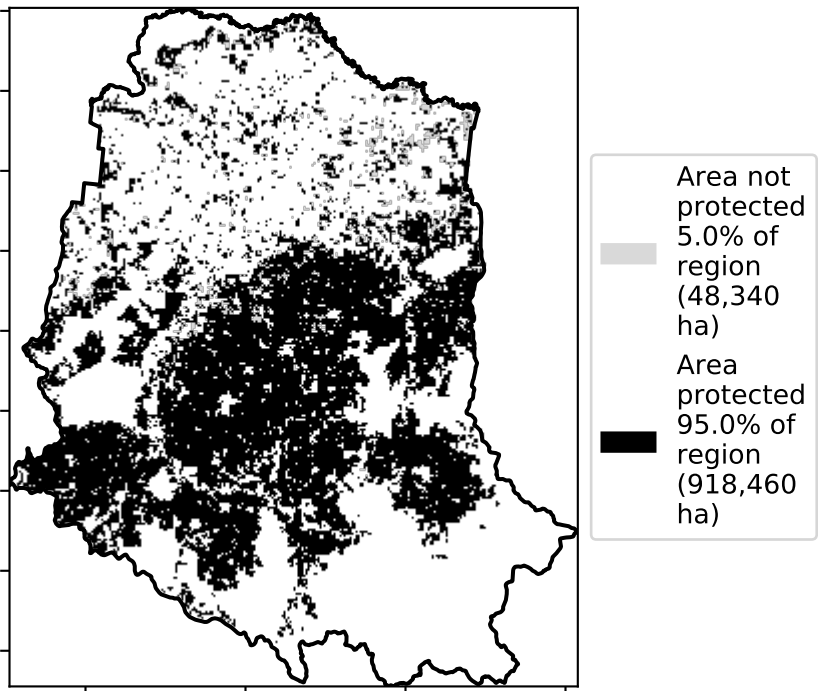 Area not
protected
5.0% of
region
(48,340
ha)
Area
protected
95.0% of
region
(918,460
ha)